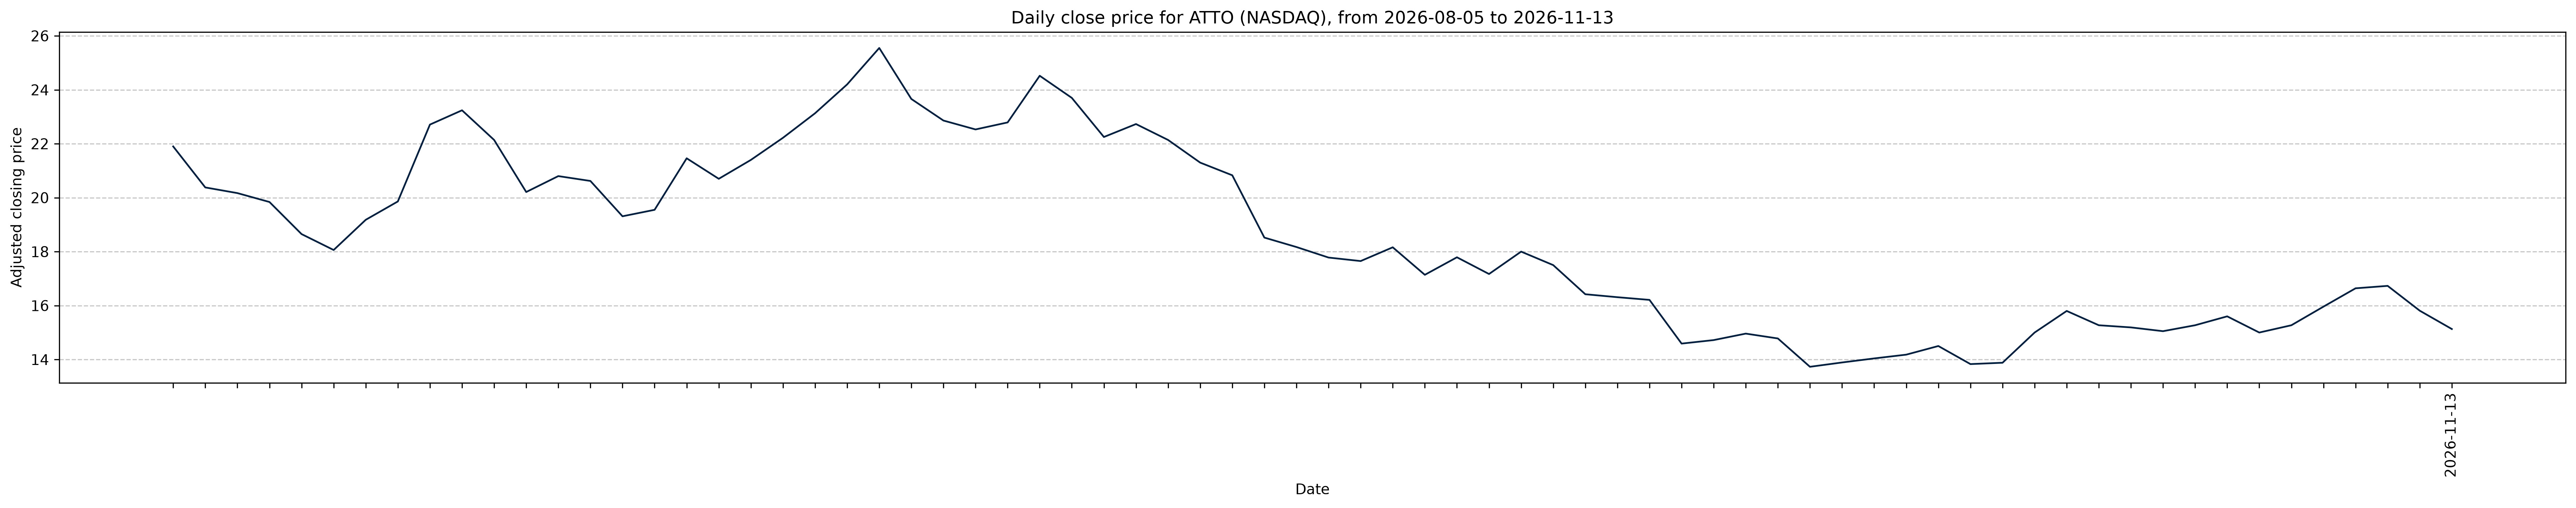 Daily close price for ATTO (NASDAQ), from 2026-08-05 to 2026-11-13
Adjusted closing price
26
24
22
20
18
16
14
2026-11-13
Date